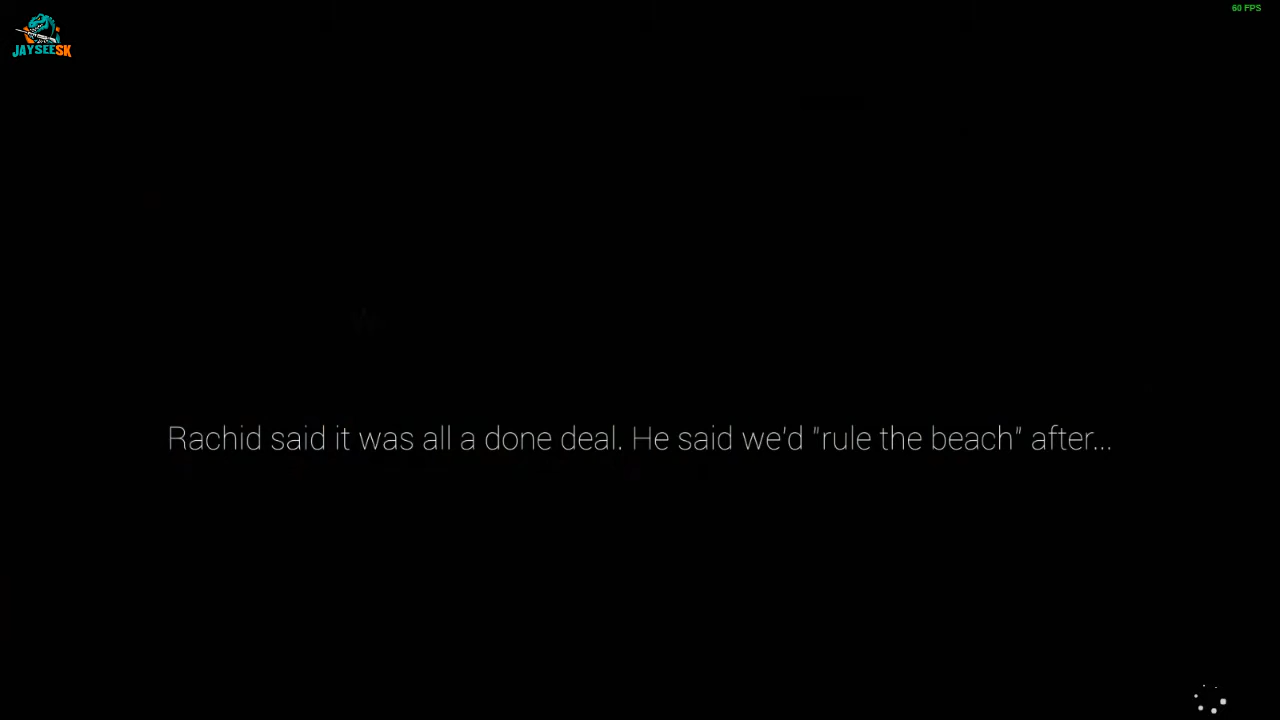 JAYSEESK
60 FPS
Rachid said it was all a done deal. He said we'd "rule the beach" after...